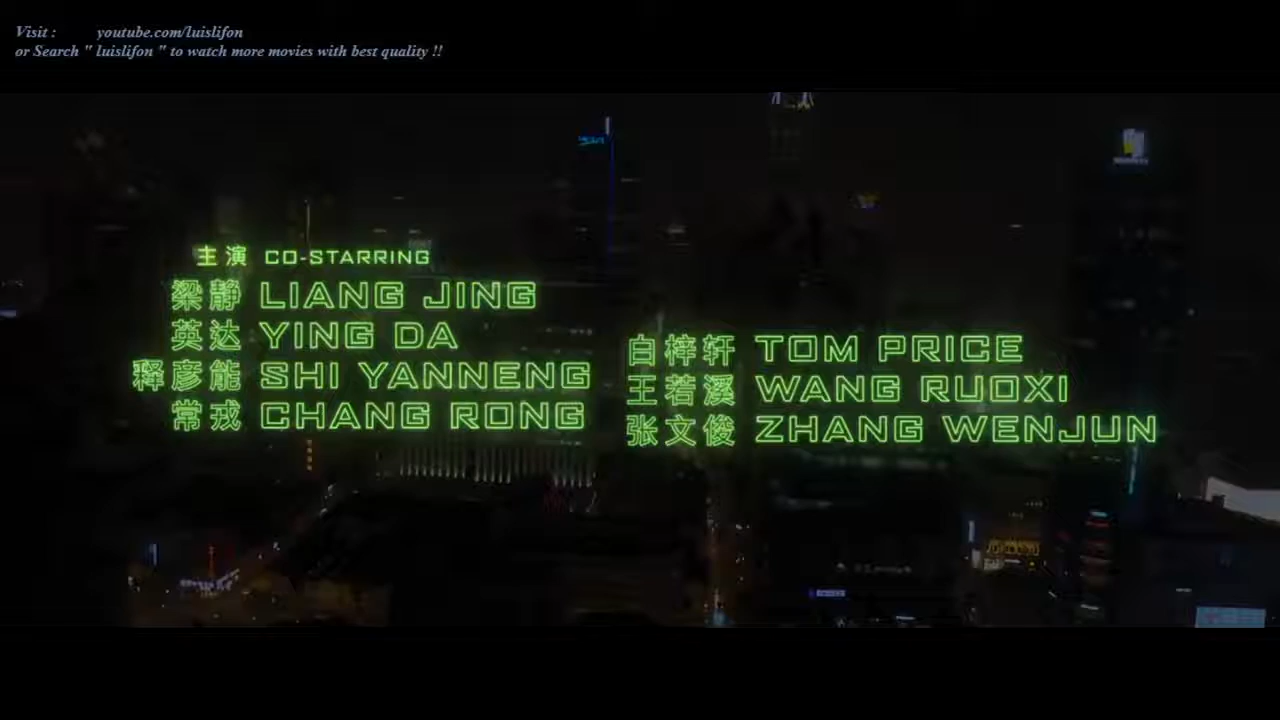 Visit : youtube.com/luislifon
or Search " luislifon " to watch more movies with best quality !!
主演 CO-STARRING
梁静 LIANG JING
英达 YING DA
释彦能 SHI YANNENG
常戎 CHANG RONG
白梓轩 TOM PRICE
王若溪 WANG RUOXI
张文俊 ZHANG WENJUN